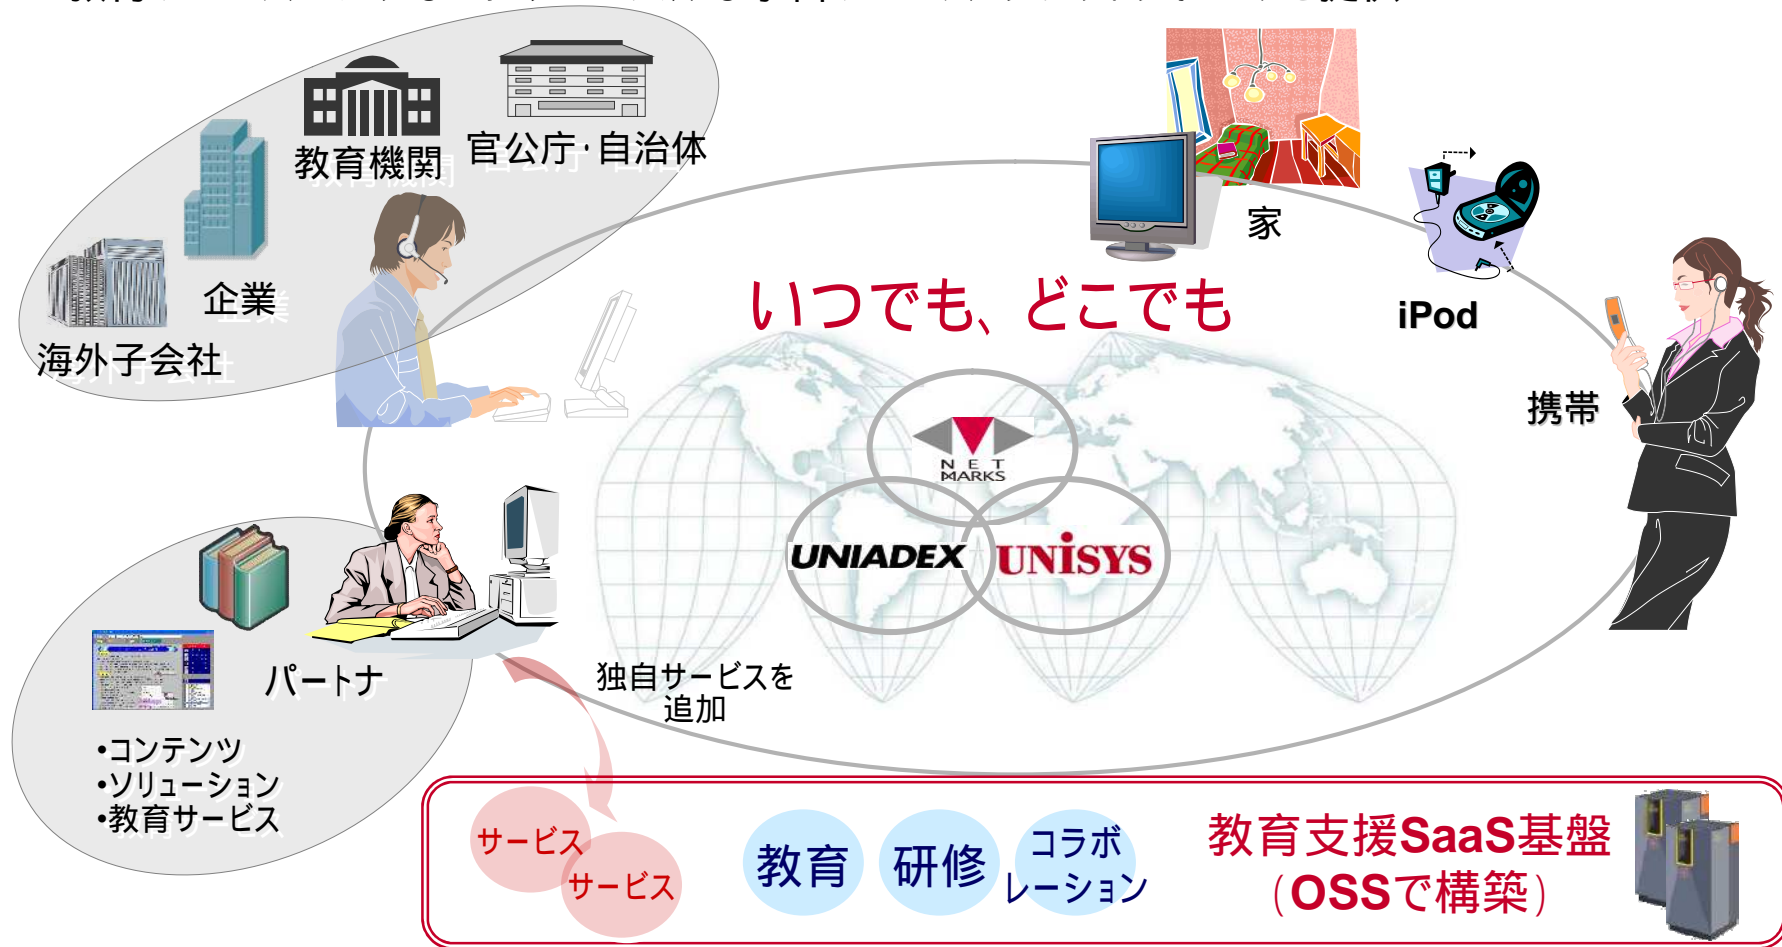 官公庁・自治体
教育機関
企業
海外子会社
家
iPod
携帯
いつでも、どこでも
NET
MARKS
UNIADEX
UNISYS
パートナ
•コンテンツ
•ソリューション
•教育サービス
独自サービスを
追加
サービス
サービス
教育
研修
コラボ
レーション
教育支援SaaS基盤
(OSSで構築)